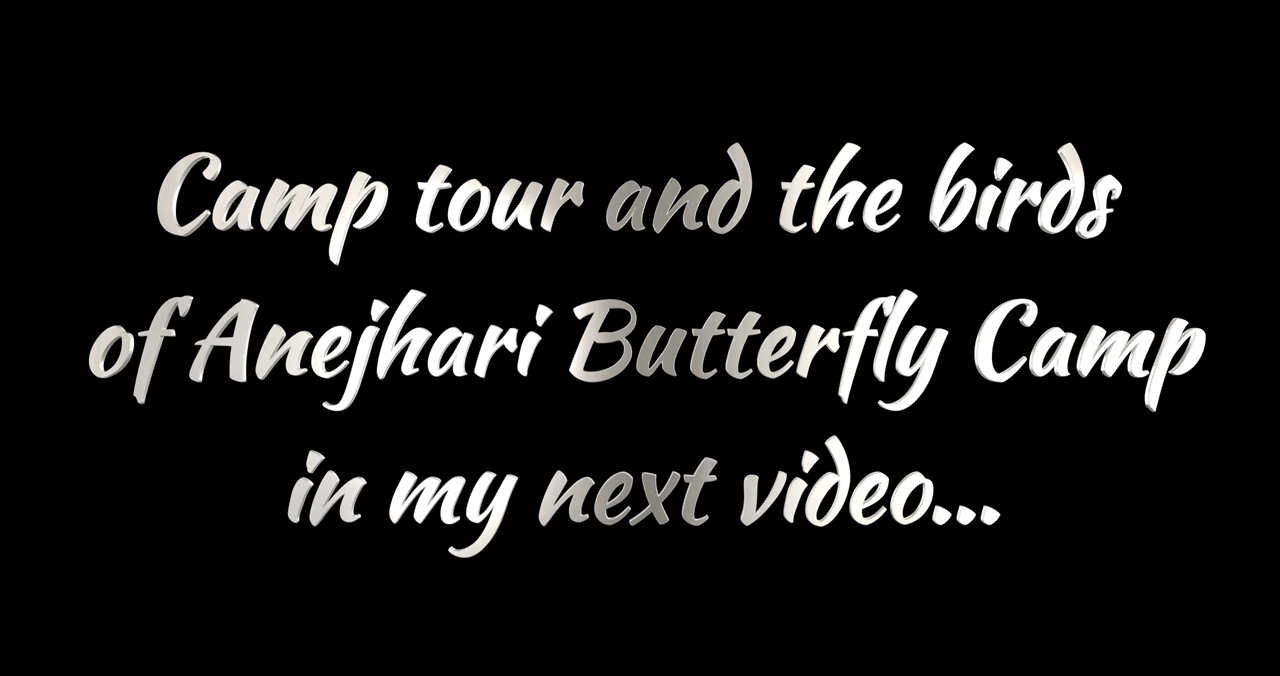 Camp tour and the birds
of Anejhari Butterfly Camp
in my next video...